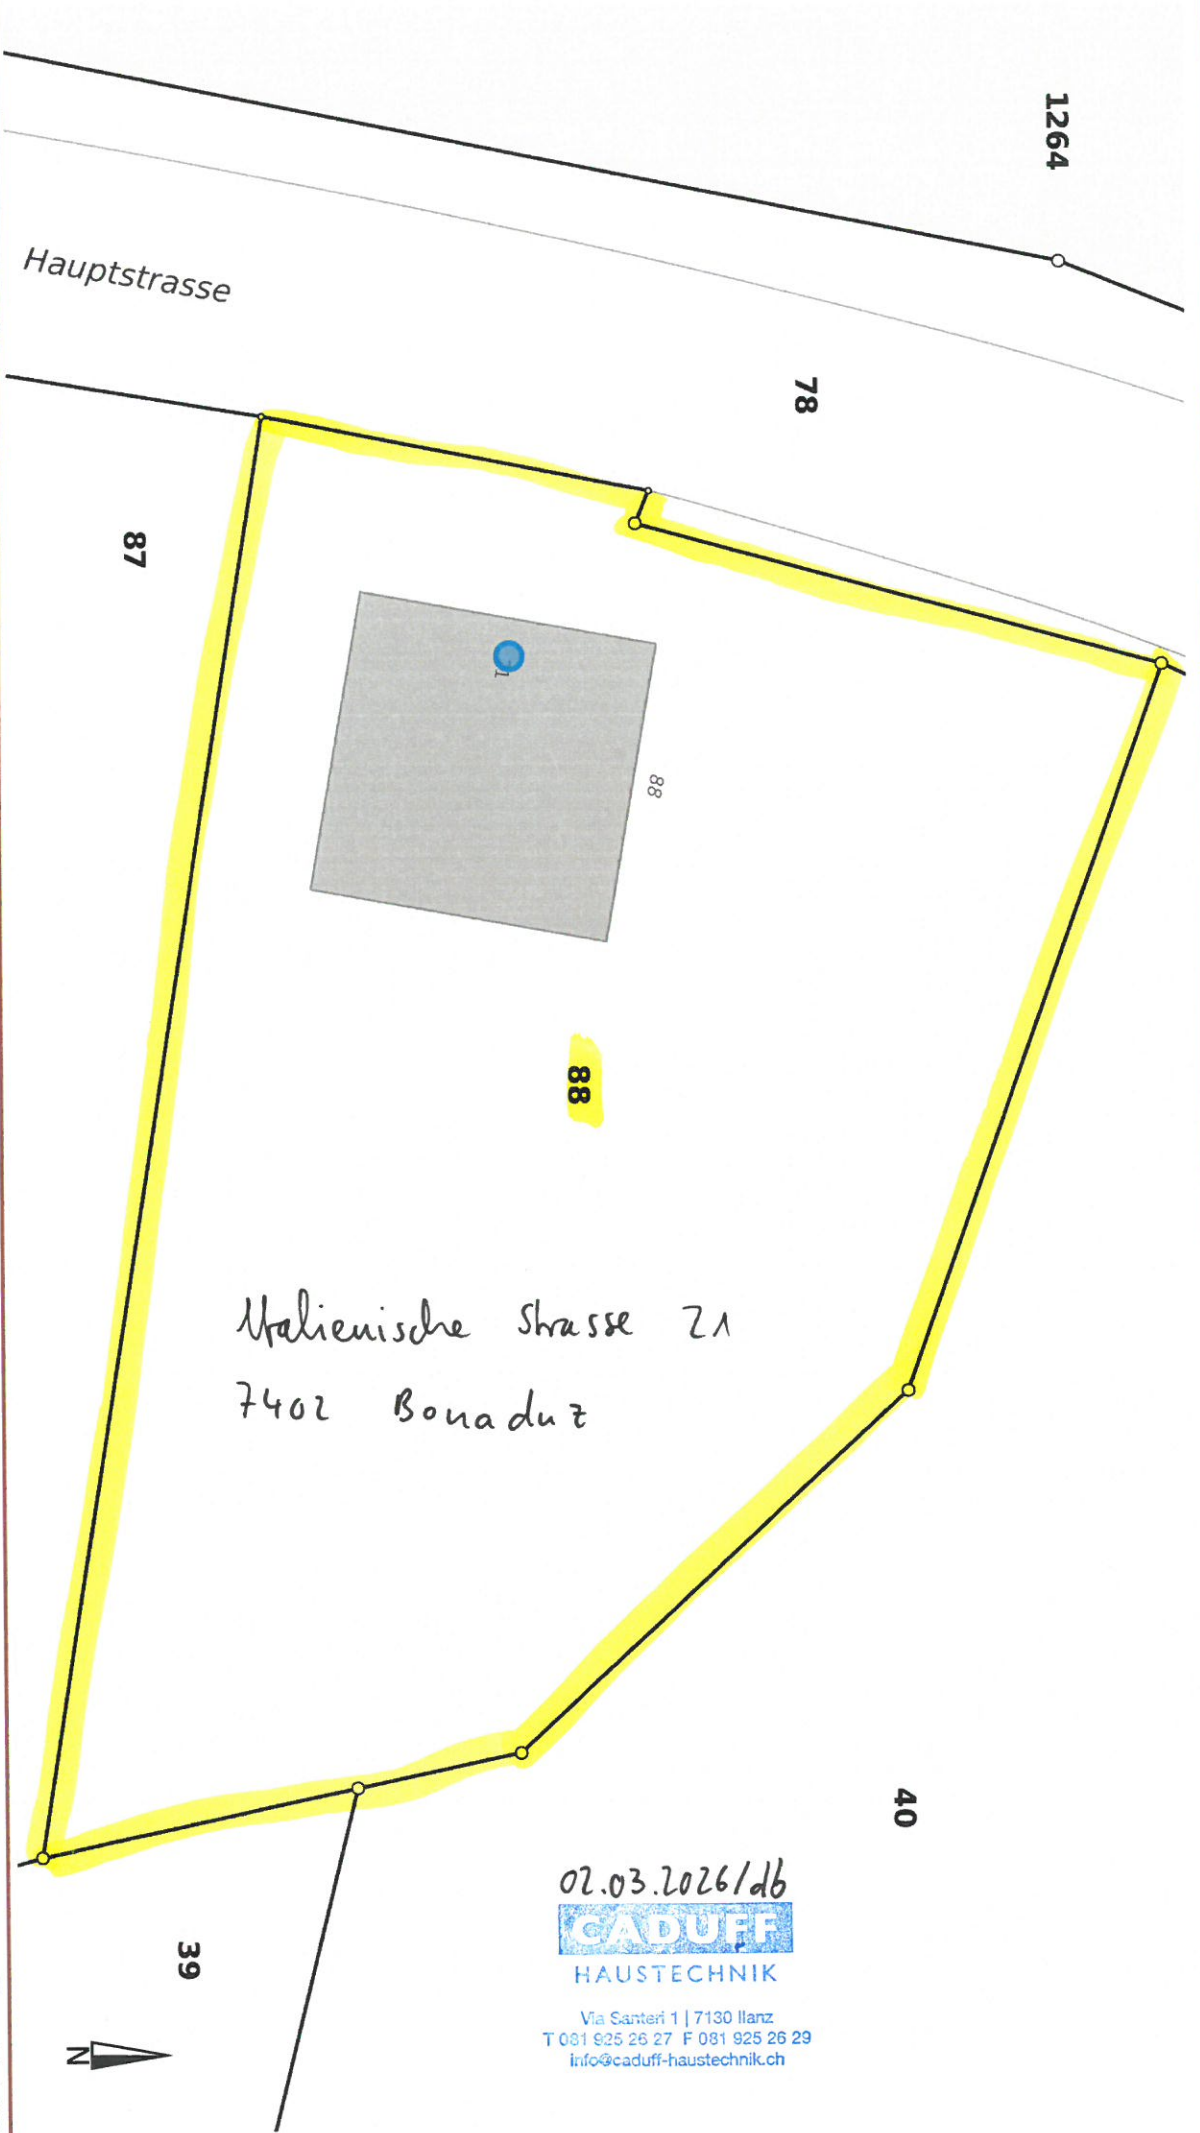 1264
Hauptstrasse
78
87
1
88
88
Italienische Strasse 21
7402 Bonaduz
40
02.03.2026/db
CADUFF
HAUSTECHNIK
Via Santeri 1 | 7130 Ilanz
T 081 925 26 27 F 081 925 26 29
info@caduff-haustechnik.ch
39
N